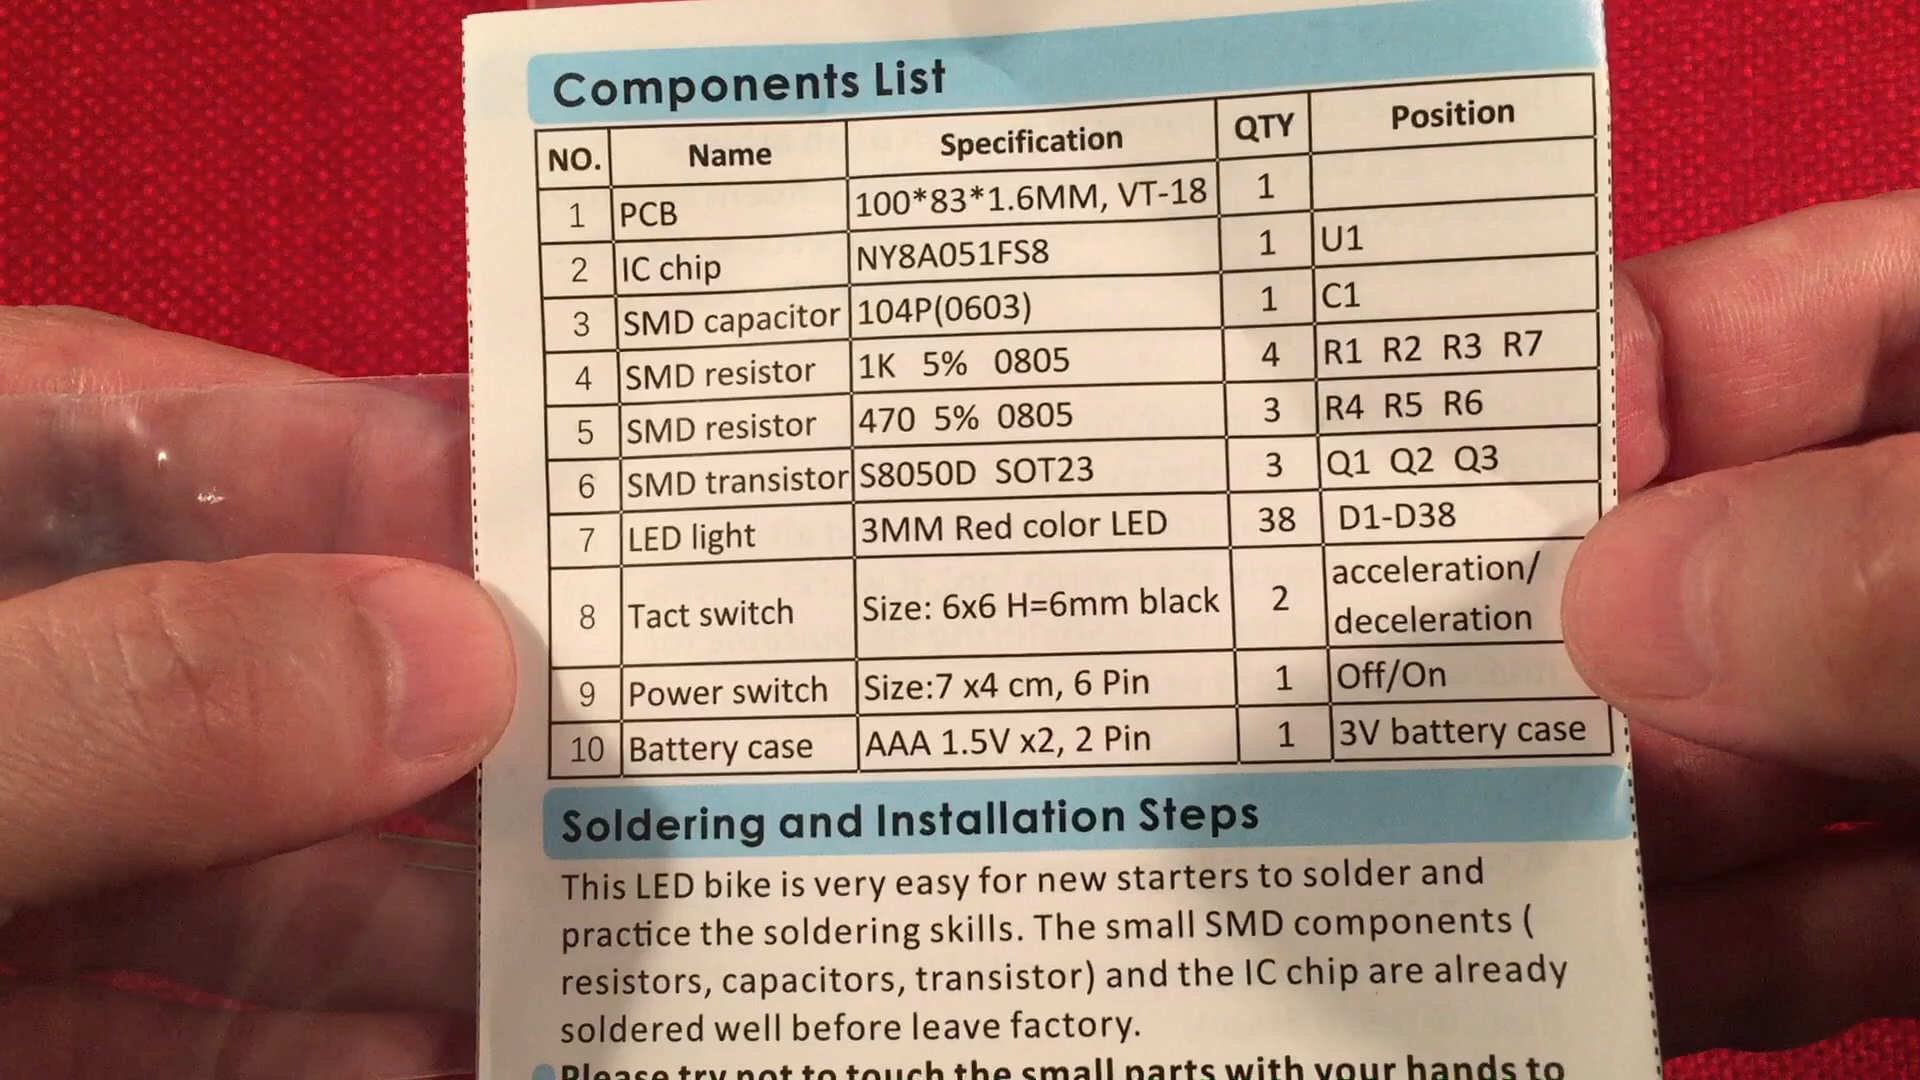 Components List
NO. Name Specification QTY Position
1 PCB 100*83*1.6MM, VT-18 1
2 IC chip NY8A051FS8 1 U1
3 SMD capacitor 104P(0603) 1 C1
4 SMD resistor 1K 5% 0805 4 R1 R2 R3 R7
5 SMD resistor 470 5% 0805 3 R4 R5 R6
6 SMD transistor S8050D SOT23 3 Q1 Q2 Q3
7 LED light 3MM Red color LED 38 D1-D38
8 Tact switch Size: 6x6 H=6mm black 2 acceleration/
deceleration
9 Power switch Size:7 x4 cm, 6 Pin 1 Off/On
10 Battery case AAA 1.5V x2, 2 Pin 1 3V battery case
Soldering and Installation Steps
This LED bike is very easy for new starters to solder and
practice the soldering skills. The small SMD components (
resistors, capacitors, transistor) and the IC chip are already
soldered well before leave factory.
Please try not to touch the small parts with your hands to